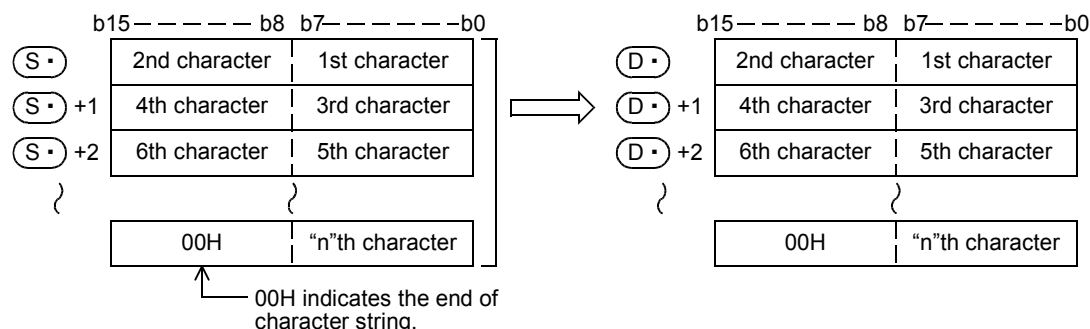 b15 — — — — — b8 b7 — — — — — b0 b15 — — — — — b8 b7 — — — — — b0
S・ 2nd character 1st character D・ 2nd character 1st character
S・ +1 4th character 3rd character D・ +1 4th character 3rd character
S・ +2 6th character 5th character D・ +2 6th character 5th character
00H “n”th character 00H “n”th character
00H indicates the end of
character string.